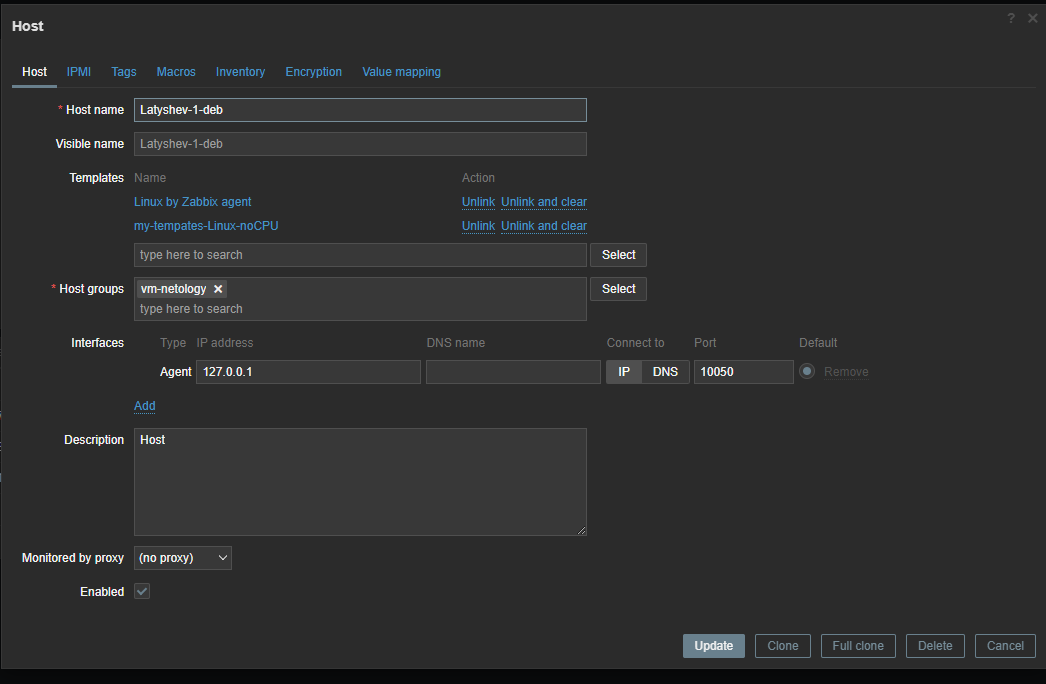 Host
? ×
Host IPMI Tags Macros Inventory Encryption Value mapping
* Host name Latyshev-1-deb
Visible name Latyshev-1-deb
Templates Name Action
Linux by Zabbix agent Unlink Unlink and clear
my-tempates-Linux-noCPU Unlink Unlink and clear
type here to search Select
* Host groups vm-netology × Select
type here to search
Interfaces Type IP address DNS name Connect to Port Default
Agent 127.0.0.1 IP DNS 10050 Remove
Add
Description Host
Monitored by proxy (no proxy)
Enabled
Update Clone Full clone Delete Cancel